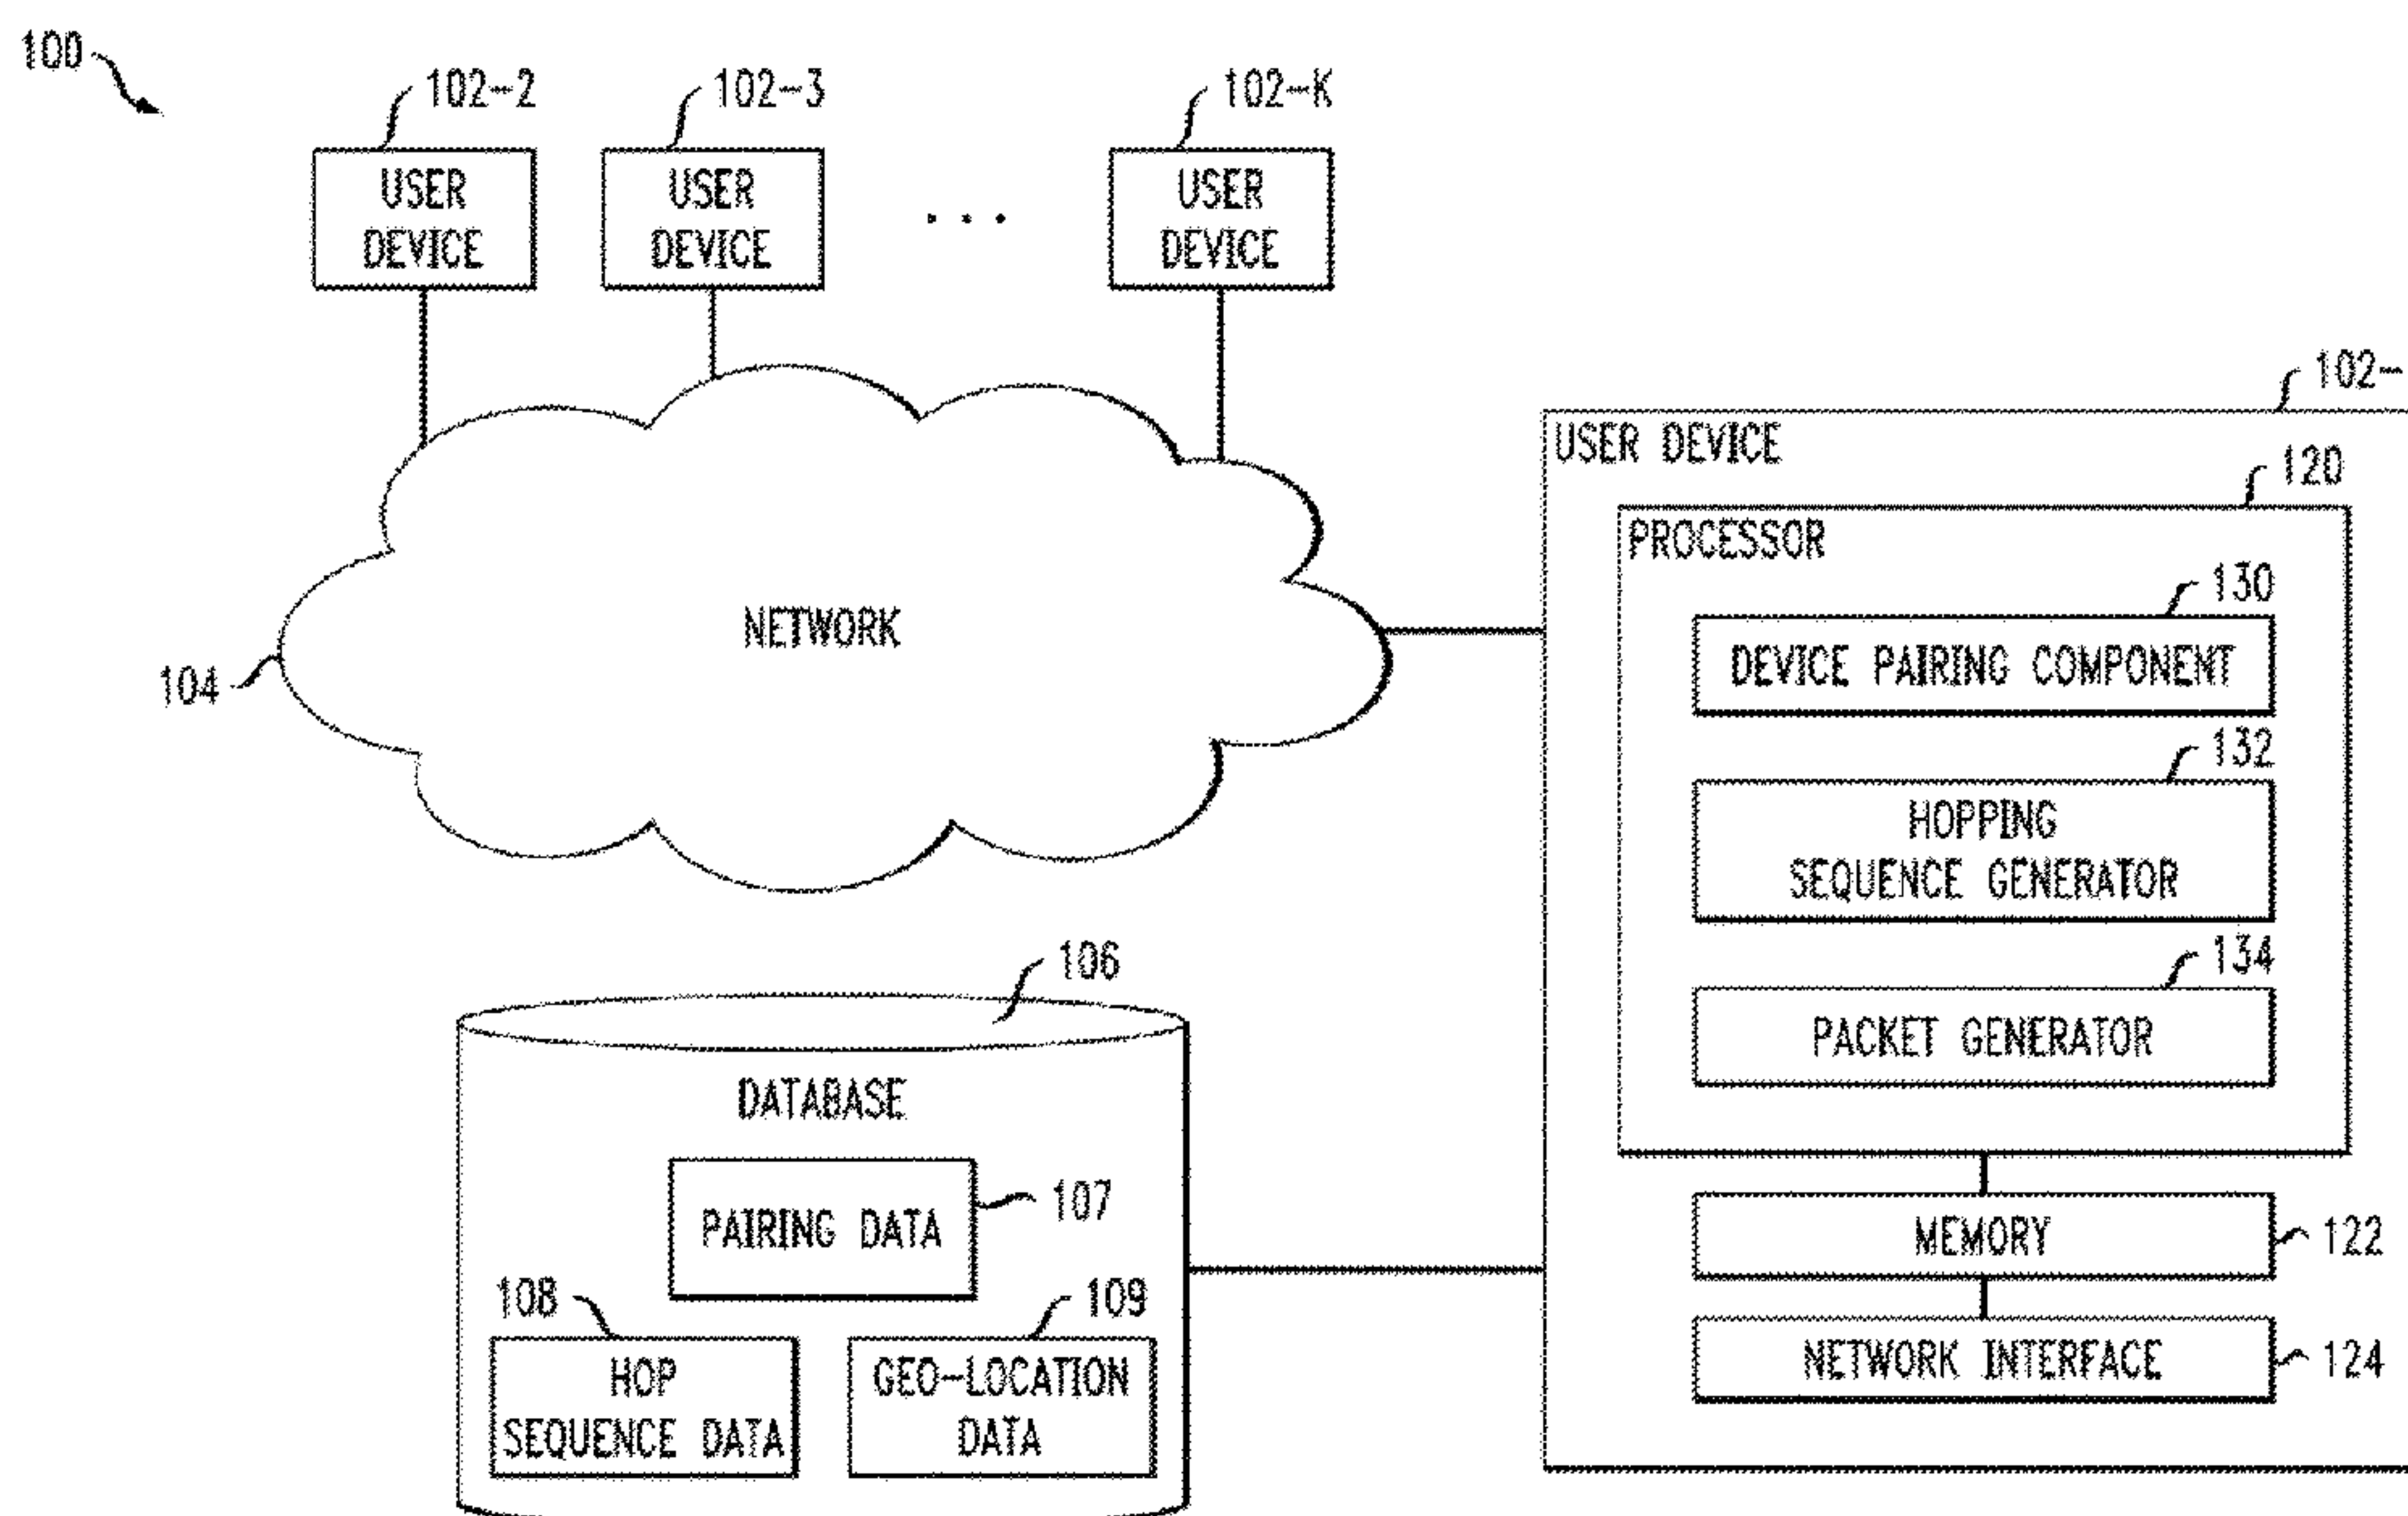 100
102-2
102-3
102-K
USER
DEVICE
USER
DEVICE
. . .
USER
DEVICE
102-
USER DEVICE
120
PROCESSOR
130
DEVICE PAIRING COMPONENT
132
HOPPING
SEQUENCE GENERATOR
134
PACKET GENERATOR
MEMORY
122
NETWORK INTERFACE
124
NETWORK
104
106
DATABASE
PAIRING DATA
107
108
HOP
SEQUENCE DATA
109
GEO-LOCATION
DATA